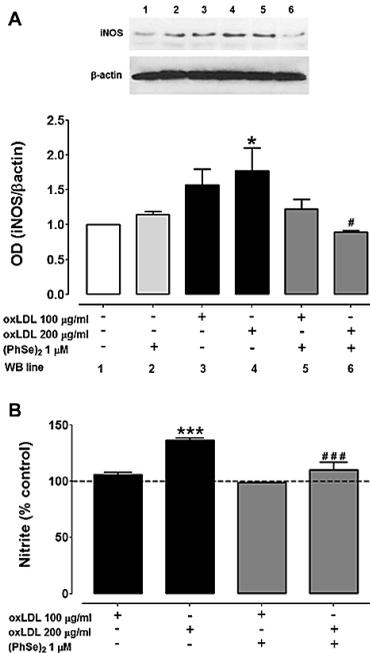 A
1 2 3 4 5 6
iNOS
β-actin
OD (iNOS/βactin)
2.5
2.0
1.5
1.0
0.5
0.0
*
#
oxLDL 100 µg/ml - - + - + -
oxLDL 200 µg/ml - - - + - +
(PhSe)2 1 µM - + - - + +
WB line 1 2 3 4 5 6
B
Nitrite (% control)
150
100
50
0
***
###
oxLDL 100 µg/ml + - + -
oxLDL 200 µg/ml - + - +
(PhSe)2 1 µM - - + +